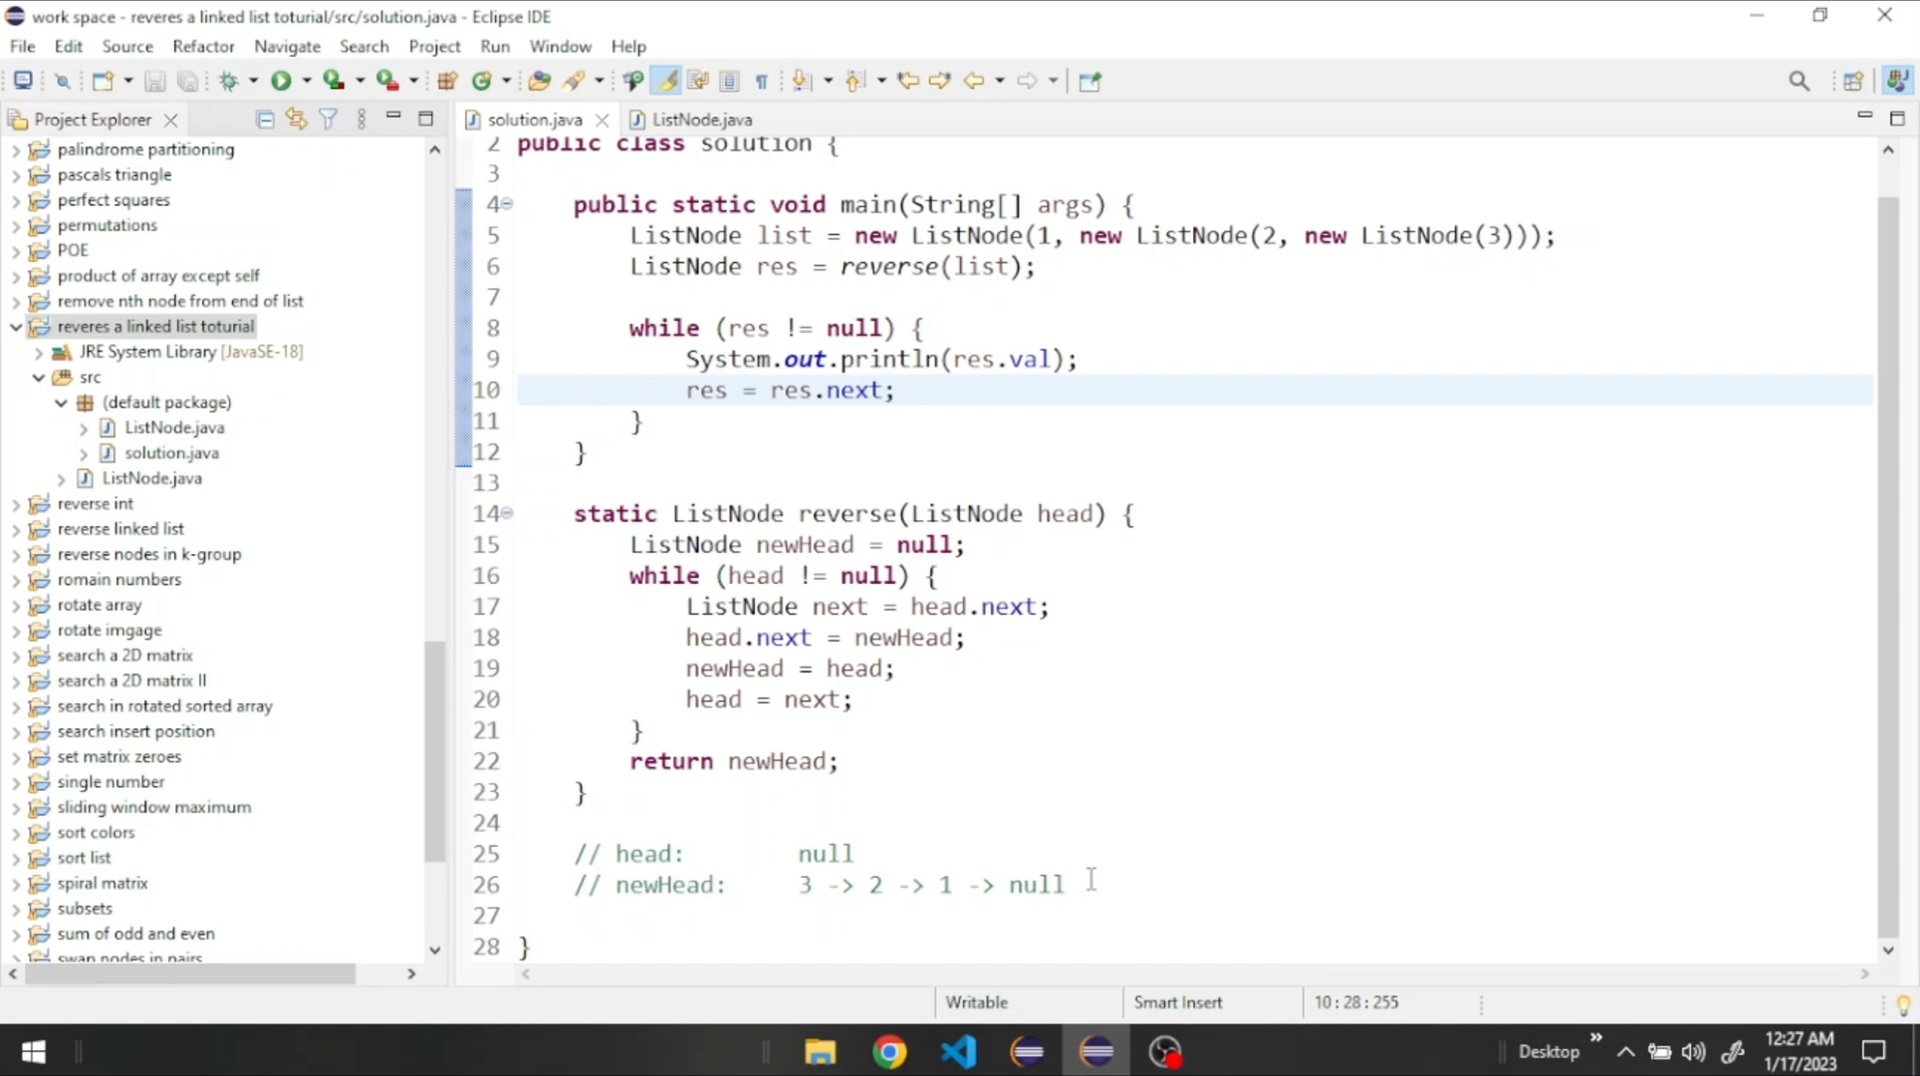 work space - reveres a linked list toturial/src/solution.java - Eclipse IDE
File Edit Source Refactor Navigate Search Project Run Window Help
Project Explorer
solution.java
ListNode.java
palindrome partitioning
pascals triangle
perfect squares
permutations
POE
product of array except self
remove nth node from end of list
reveres a linked list toturial
JRE System Library [JavaSE-18]
src
(default package)
ListNode.java
solution.java
ListNode.java
reverse int
reverse linked list
reverse nodes in k-group
romain numbers
rotate array
rotate imgage
search a 2D matrix
search a 2D matrix II
search in rotated sorted array
search insert position
set matrix zeroes
single number
sliding window maximum
sort colors
sort list
spiral matrix
subsets
sum of odd and even
swap nodes in pairs
2 public class solution {
3
4 public static void main(String[] args) {
5 ListNode list = new ListNode(1, new ListNode(2, new ListNode(3)));
6 ListNode res = reverse(list);
7
8 while (res != null) {
9 System.out.println(res.val);
10 res = res.next;
11 }
12 }
13
14 static ListNode reverse(ListNode head) {
15 ListNode newHead = null;
16 while (head != null) {
17 ListNode next = head.next;
18 head.next = newHead;
19 newHead = head;
20 head = next;
21 }
22 return newHead;
23 }
24
25 // head: null
26 // newHead: 3 -> 2 -> 1 -> null
27
28 }
Writable Smart Insert 10 : 28 : 255
Desktop
12:27 AM
1/17/2023